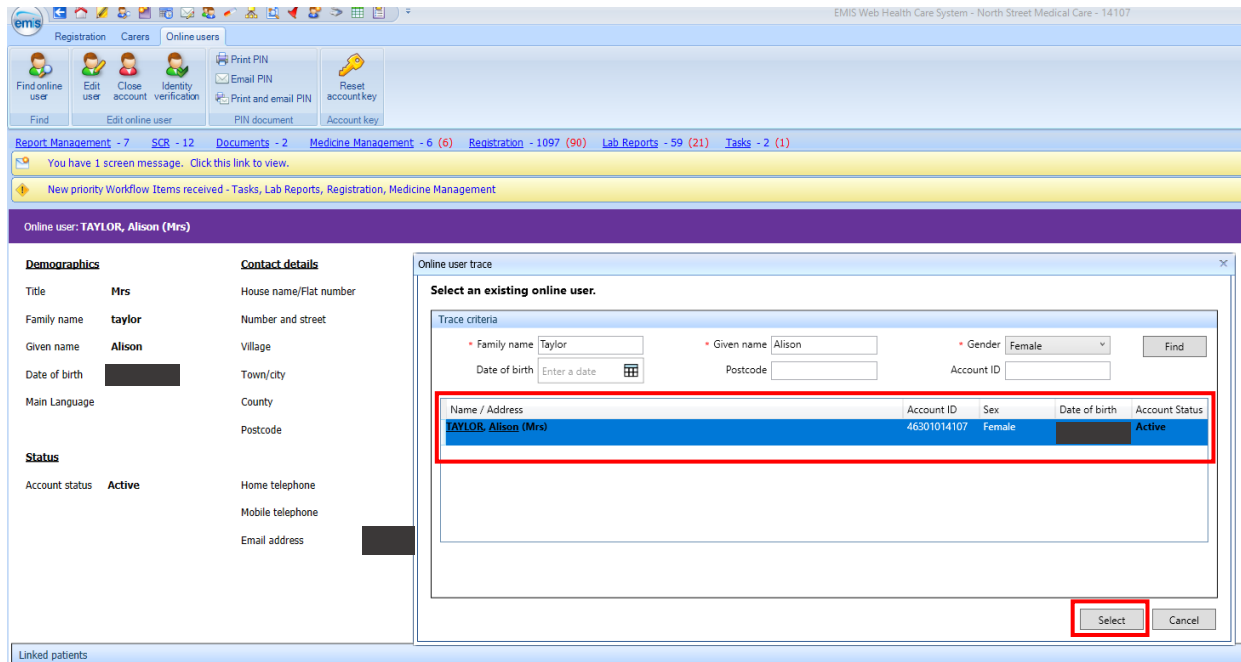 emis
EMIS Web Health Care System - North Street Medical Care - 14107
Registration Carers Online users
Find online user
Edit user
Close account
Identity verification
Print PIN
Email PIN
Print and email PIN
Reset account key
Find Edit online user PIN document Account key
Report Management - 7 SCR - 12 Documents - 2 Medicine Management - 6 (6) Registration - 1097 (90) Lab Reports - 59 (21) Tasks - 2 (1)
You have 1 screen message. Click this link to view.
New priority Workflow Items received - Tasks, Lab Reports, Registration, Medicine Management
Online user: TAYLOR, Alison (Mrs)
Demographics
Title Mrs
Family name taylor
Given name Alison
Date of birth
Main Language
Status
Account status Active
Contact details
House name/Flat number
Number and street
Village
Town/city
County
Postcode
Home telephone
Mobile telephone
Email address
Online user trace
Select an existing online user.
Trace criteria
* Family name Taylor * Given name Alison * Gender Female Find
Date of birth Enter a date Postcode Account ID
Name / Address Account ID Sex Date of birth Account Status
TAYLOR, Alison (Mrs) 46301014107 Female Active
Select Cancel
Linked patients